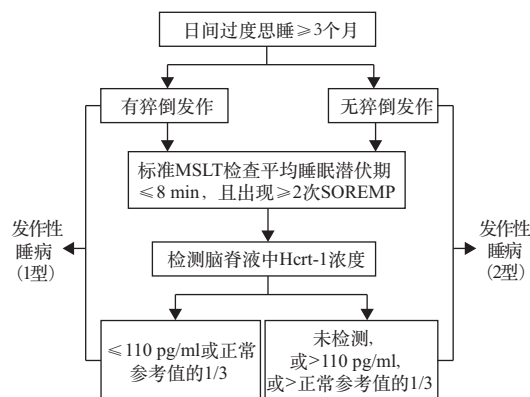 日间过度思睡≥3个月
有猝倒发作
无猝倒发作
标准MSLT检查平均睡眠潜伏期
≤8 min，且出现≥2次SOREMP
发作性
睡病
(1型)
检测脑脊液中Hcrt-1浓度
发作性
睡病
(2型)
≤110 pg/ml或正常
参考值的1/3
未检测,
或>110 pg/ml,
或>正常参考值的1/3